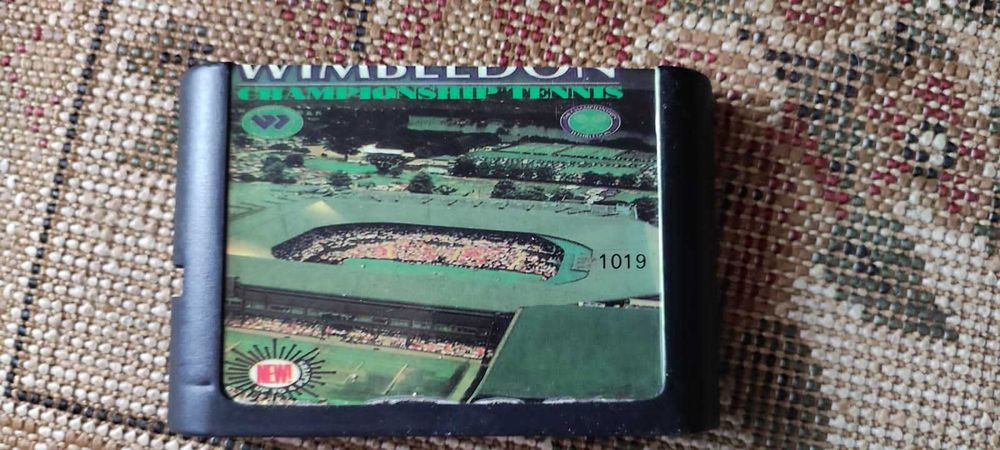 WIMBLEDON
CHAMPIONSHIP TENNIS
W
1019
NEW!